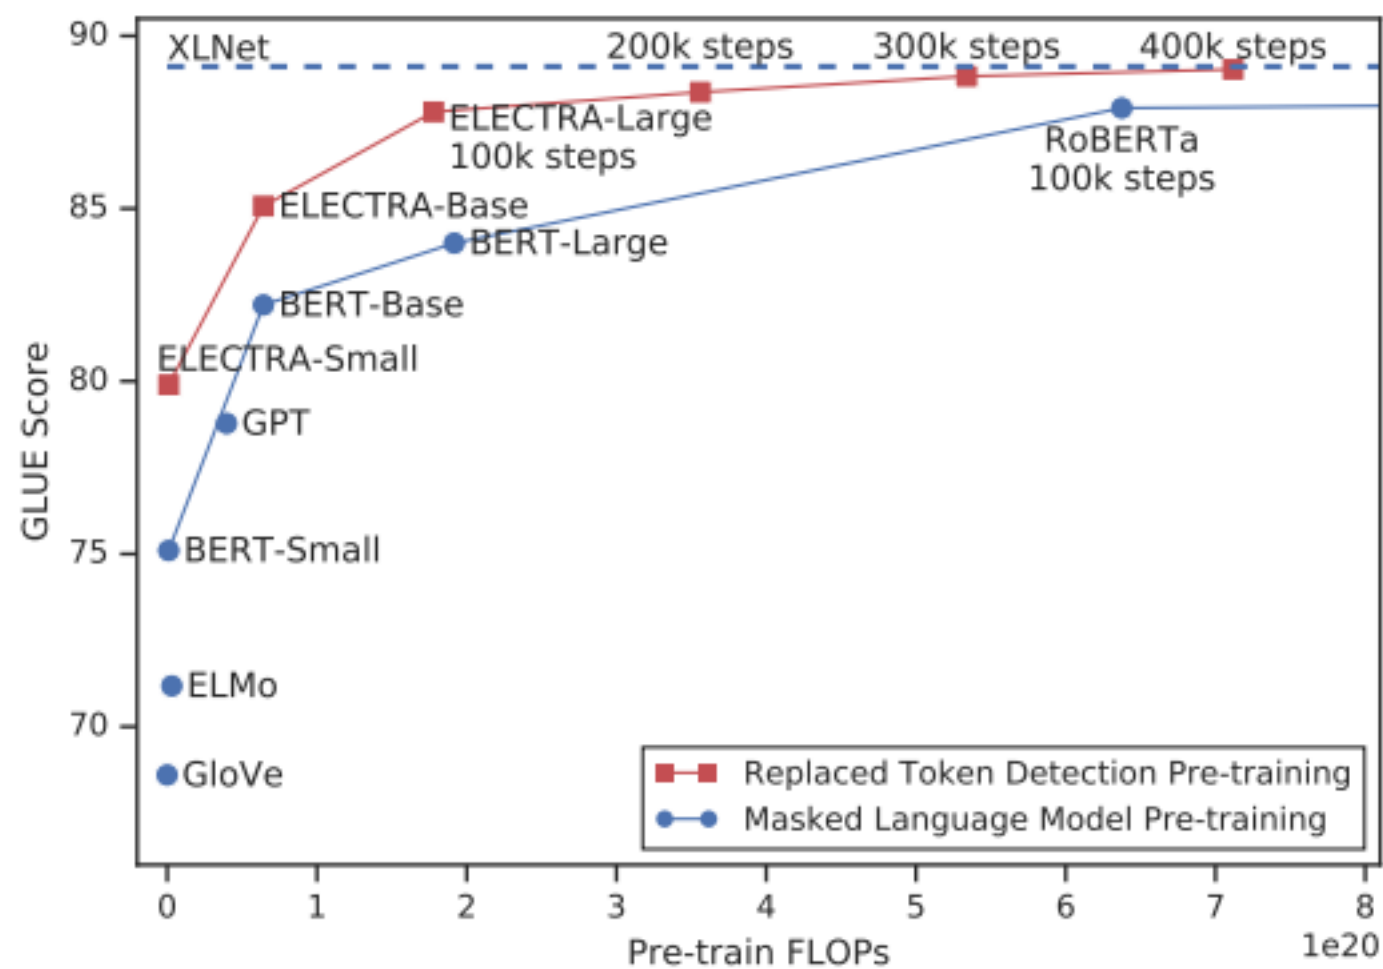 90
XLNet
200k steps
300k steps
400k steps
ELECTRA-Large
100k steps
RoBERTa
100k steps
85
ELECTRA-Base
BERT-Large
BERT-Base
ELECTRA-Small
80
GPT
GLUE Score
75
BERT-Small
ELMo
70
GloVe
Replaced Token Detection Pre-training
Masked Language Model Pre-training
0 1 2 3 4 5 6 7 8
Pre-train FLOPs
1e20